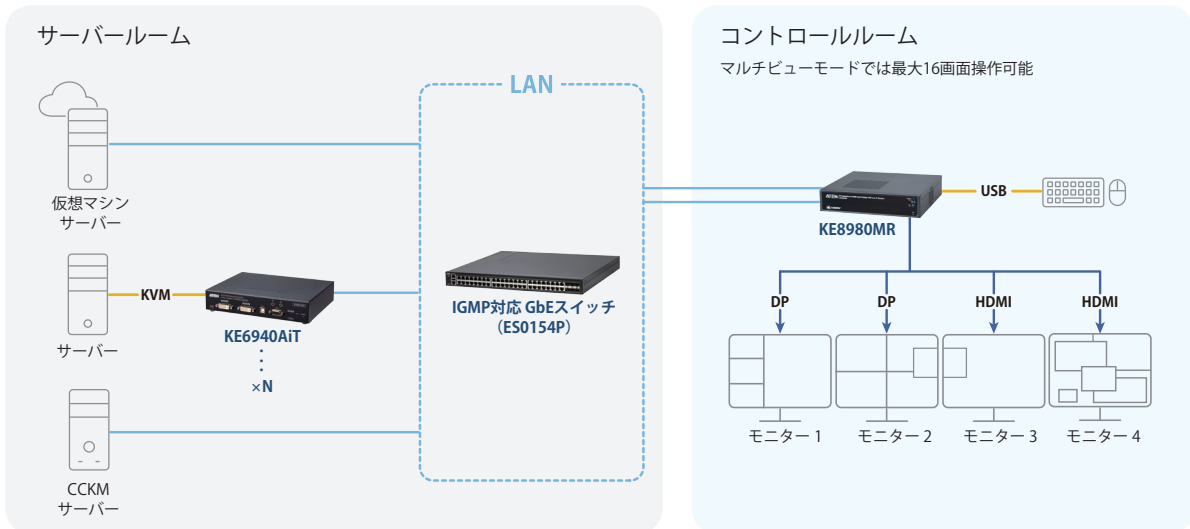 サーバールーム
コントロールルーム
マルチビューモードでは最大16画面操作可能
LAN
仮想マシン
サーバー
USB
KE8980MR
KVM
サーバー
KE6940AiT
×N
IGMP対応 GbEスイッチ
（ES0154P）
DP
DP
HDMI
HDMI
モニター 1
モニター 2
モニター 3
モニター 4
CCKM
サーバー